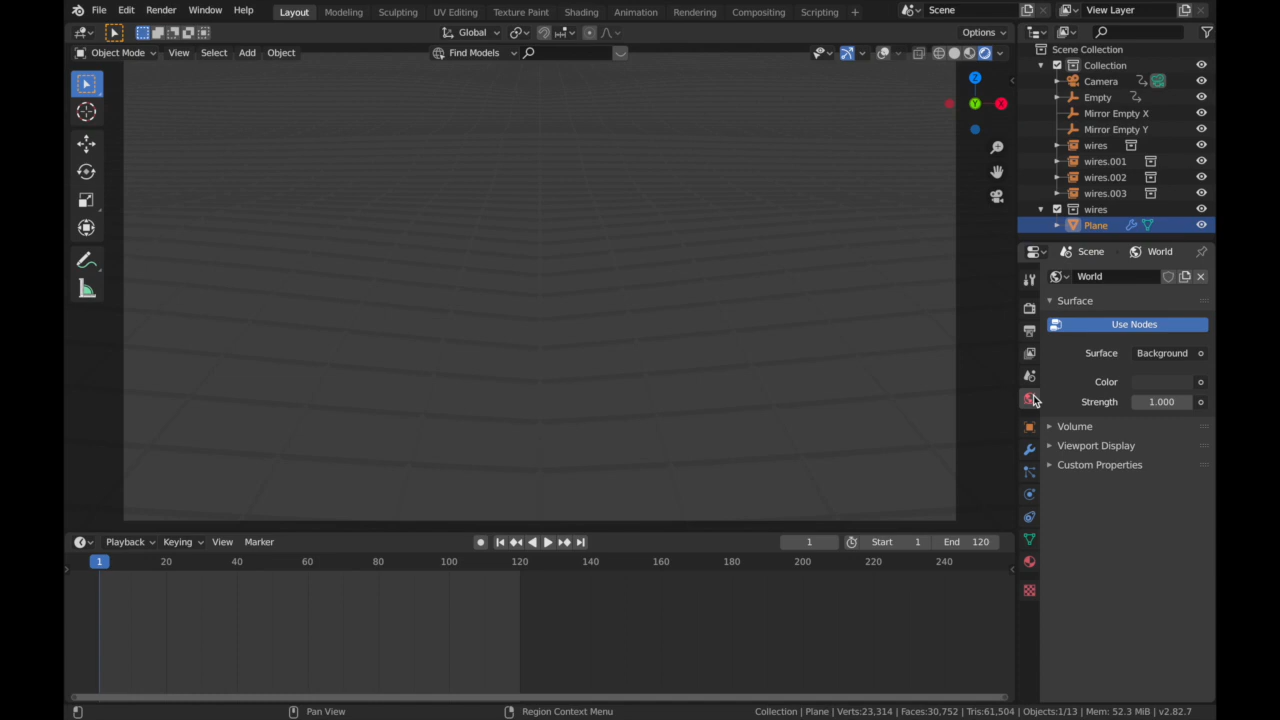 File Edit Render Window Help Layout Modeling Sculpting UV Editing Texture Paint Shading Animation Rendering Compositing Scripting + Scene View Layer
Global Options
Object Mode View Select Add Object Find Models
Z
Y X
Scene Collection
Collection
Camera
Empty
Mirror Empty X
Mirror Empty Y
wires
wires.001
wires.002
wires.003
wires
Plane
Scene World
World
Surface
Use Nodes
Surface Background
Color
Strength 1.000
Volume
Viewport Display
Custom Properties
Playback Keying View Marker 1 Start 1 End 120
1 20 40 60 80 100 120 140 160 180 200 220 240
Pan View Region Context Menu Collection | Plane | Verts:23,314 | Faces:30,752 | Tris:61,504 | Objects:1/13 | Mem: 52.3 MiB | v2.82.7